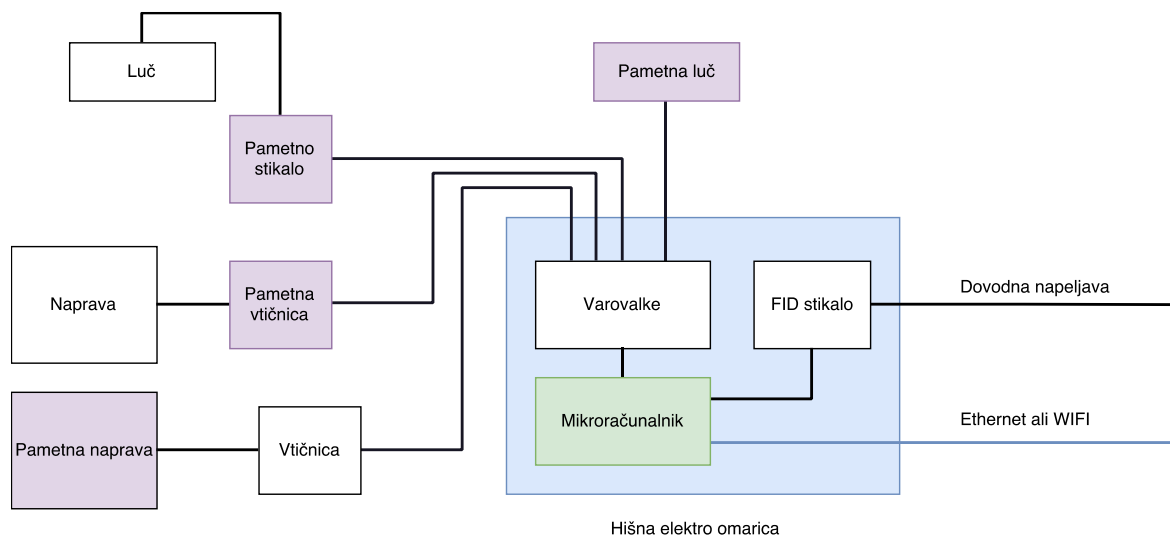 Luč
Pametna luč
Pametno
stikalo
Naprava
Pametna
vtičnica
Varovalke
FID stikalo
Dovodna napeljava
Pametna naprava
Vtičnica
Mikroračunalnik
Ethernet ali WIFI
Hišna elektro omarica